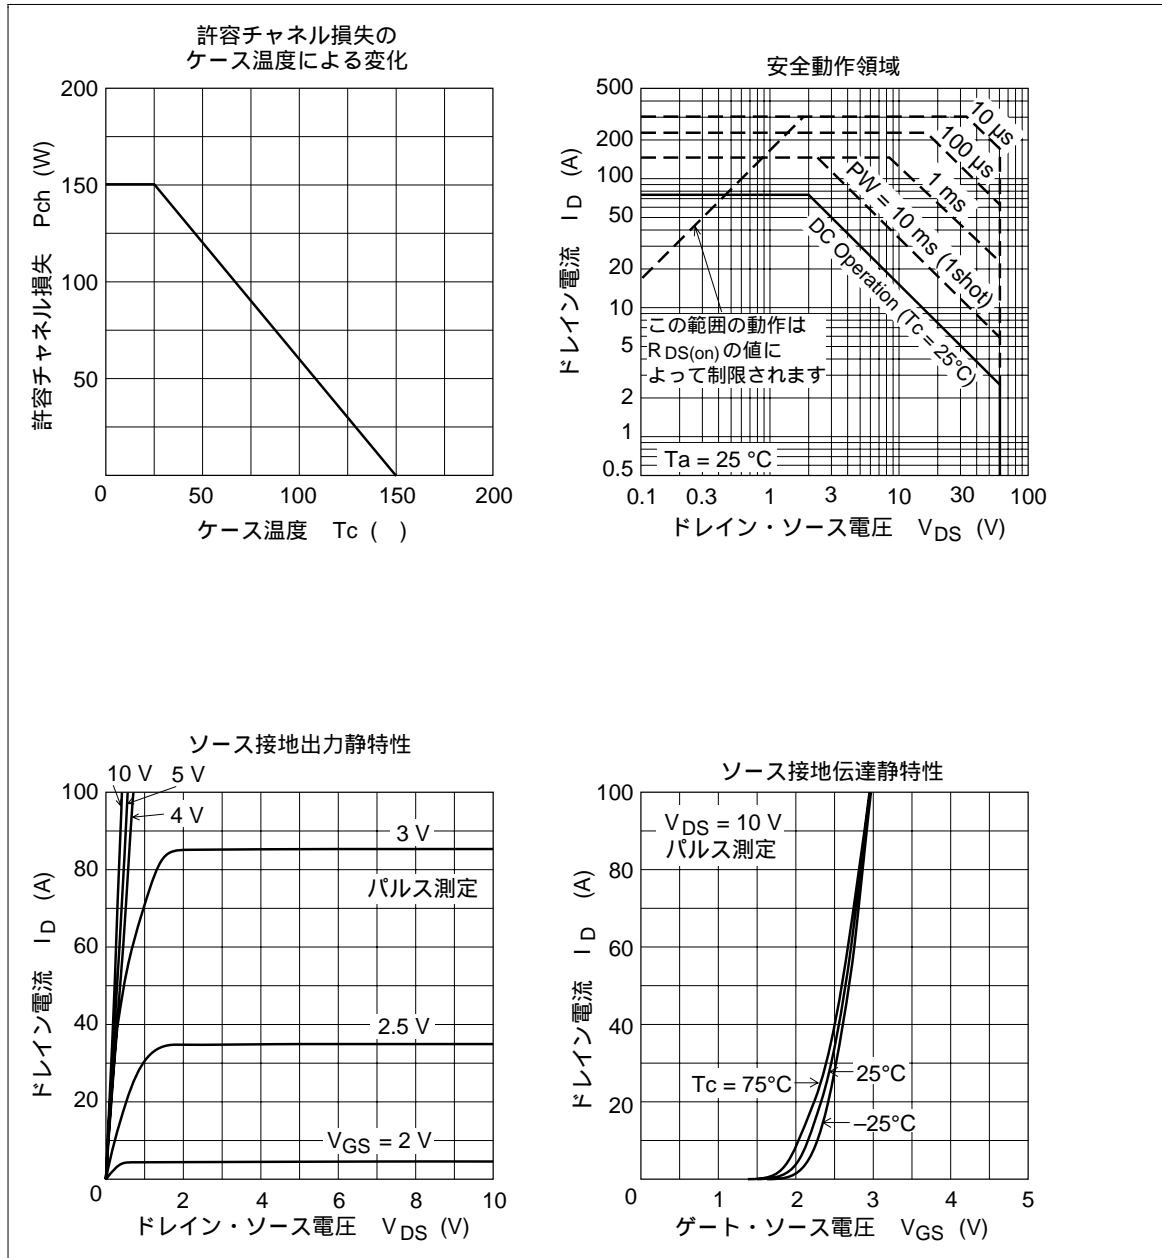 許容チャネル損失の
ケース温度による変化
許容チャネル損失 Pch (W)
200
150
100
50
0
0 50 100 150 200
ケース温度 Tc ( )
安全動作領域
ドレイン電流 I D (A)
500
200
100
50
20
10
5
2
1
0.5
10 µs
100 µs
1 ms
PW = 10 ms (1shot)
DC Operation (Tc = 25°C)
この範囲の動作は
R DS(on) の値に
よって制限されます
Ta = 25 °C
0.1 0.3 1 3 10 30 100
ドレイン・ソース電圧 V DS (V)
ソース接地出力静特性
ドレイン電流 I D (A)
10 V 5 V
4 V
3 V
パルス測定
2.5 V
V GS = 2 V
100
80
60
40
20
0
2 4 6 8 10
ドレイン・ソース電圧 V DS (V)
ソース接地伝達静特性
ドレイン電流 I D (A)
V DS = 10 V
パルス測定
Tc = 75°C
25°C
–25°C
100
80
60
40
20
0 1 2 3 4 5
ゲート・ソース電圧 V GS (V)